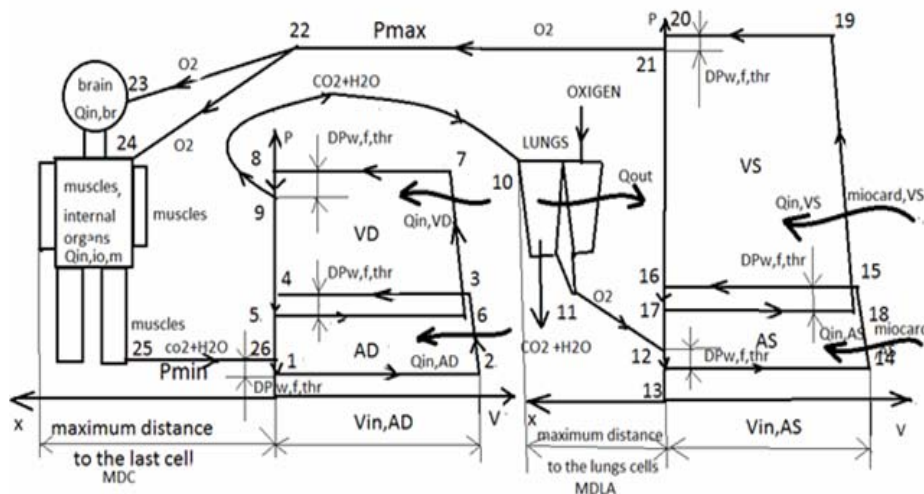 22
Pmax
O2
P
20
19
O2
23
brain
Qin,br
CO2+H2O
OXIGEN
21
DPw,f,thr
24
O2
P
DPw,f,thr
LUNGS
VS
8
7
10
Qout
muscles,
internal
organs
Qin,io,m
muscles
9
Qin,VD
VD
Qin,VS
miocard,VS
4
DPw,f,thr
3
16
DPw,f,thr
15
5
6
11
O2
17
18
muscles
AD
Qin,AS
miocard
25
co2+H2O
26
1
Qin,AD
2
CO2 +H2O
12
DPw,f,thr
AS
14
Pmin
DPw,f,thr
13
x
V
x
V
maximum distance
to the last cell
MDC
Vin,AD
maximum distance
to the lungs cells
MDLA
Vin,AS